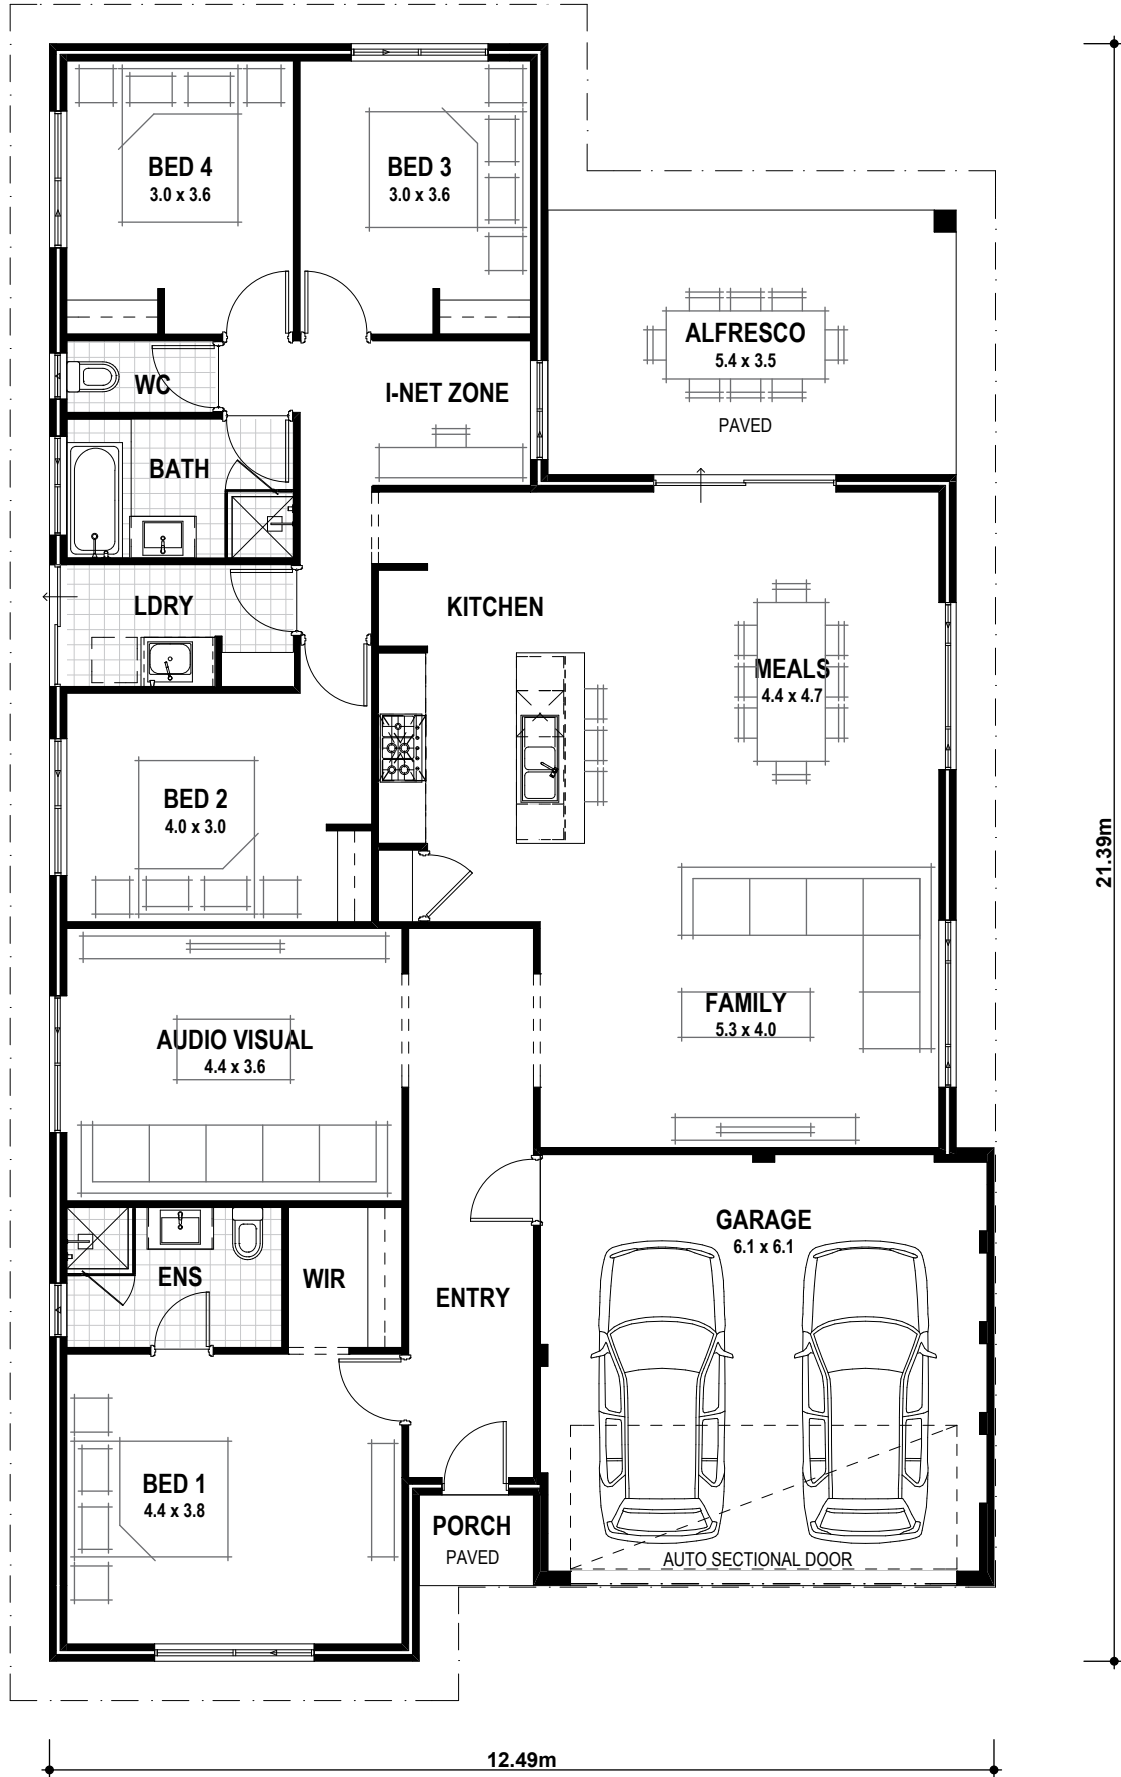 BED 4
3.0 x 3.6
BED 3
3.0 x 3.6
ALFRESCO
5.4 x 3.5
PAVED
WC
I-NET ZONE
BATH
LDRY
KITCHEN
MEALS
4.4 x 4.7
BED 2
4.0 x 3.0
21.39m
FAMILY
5.3 x 4.0
AUDIO VISUAL
4.4 x 3.6
GARAGE
6.1 x 6.1
ENS
WIR
ENTRY
BED 1
4.4 x 3.8
PORCH
PAVED
AUTO SECTIONAL DOOR
12.49m